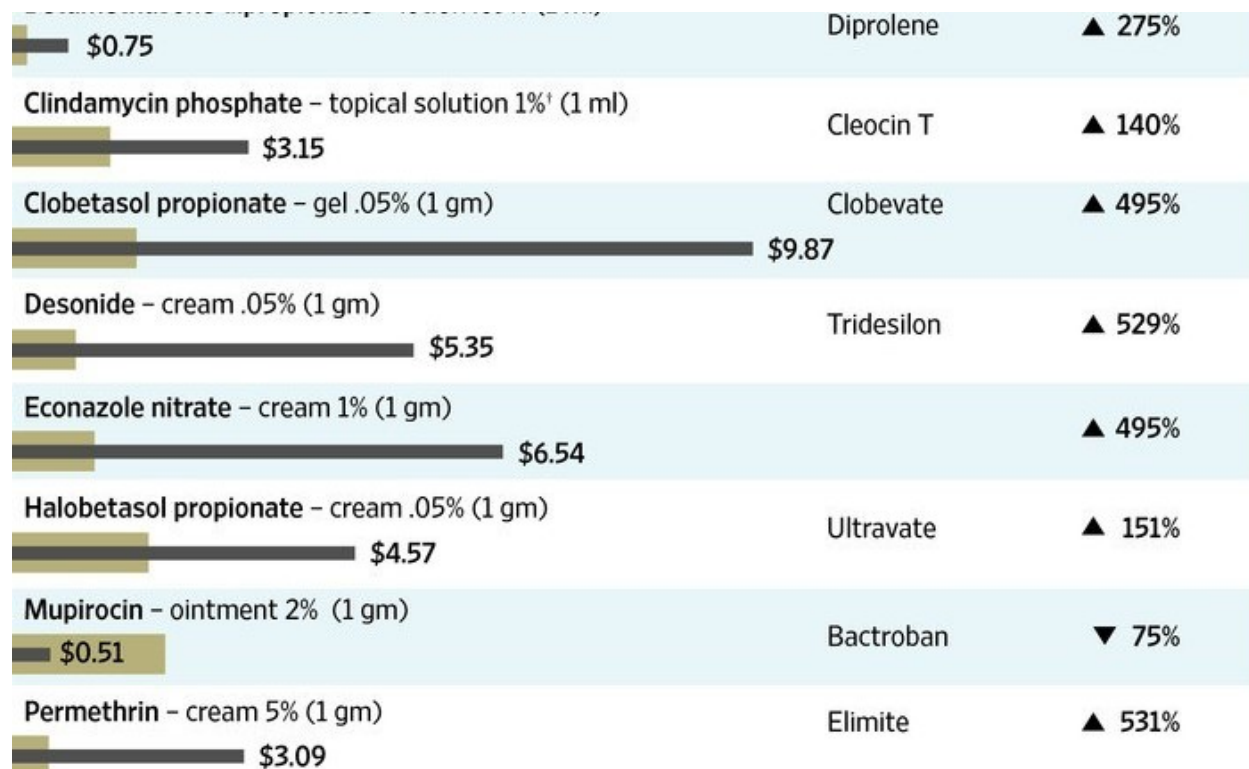 $0.75
Diprolene ▲ 275%
Clindamycin phosphate – topical solution 1%† (1 ml)
$3.15
Cleocin T ▲ 140%
Clobetasol propionate – gel .05% (1 gm)
$9.87
Clobevate ▲ 495%
Desonide – cream .05% (1 gm)
$5.35
Tridesilon ▲ 529%
Econazole nitrate – cream 1% (1 gm)
$6.54
▲ 495%
Halobetasol propionate – cream .05% (1 gm)
$4.57
Ultravate ▲ 151%
Mupirocin – ointment 2% (1 gm)
$0.51
Bactroban ▼ 75%
Permethrin – cream 5% (1 gm)
$3.09
Elimite ▲ 531%